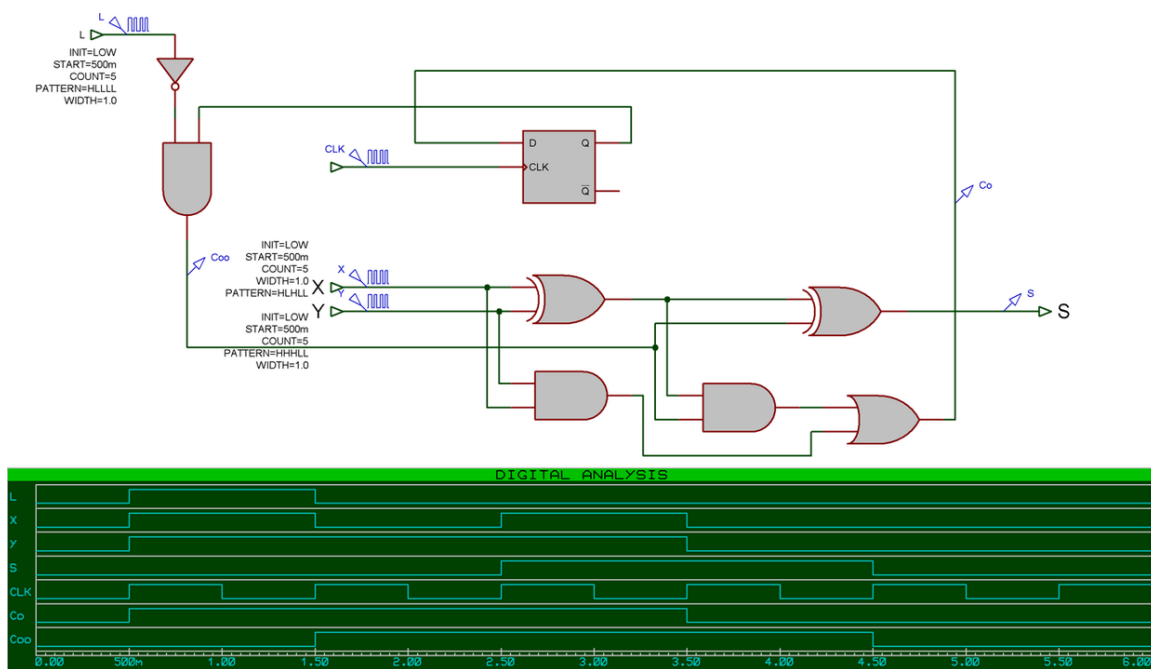 L
L
INIT=LOW
START=500m
COUNT=5
PATTERN=HLLLL
WIDTH=1.0
D
Q
CLK
CLK
Q
Co
Coo
INIT=LOW
START=500m
COUNT=5
WIDTH=1.0
PATTERN=HLHLL
X
X
Y
Y
S
S
INIT=LOW
START=500m
COUNT=5
PATTERN=HHHLL
WIDTH=1.0
DIGITAL ANALYSIS
L
X
Y
S
CLK
Co
Coo
0.00 500m 1.00 1.50 2.00 2.50 3.00 3.50 4.00 4.50 5.00 5.50 6.00